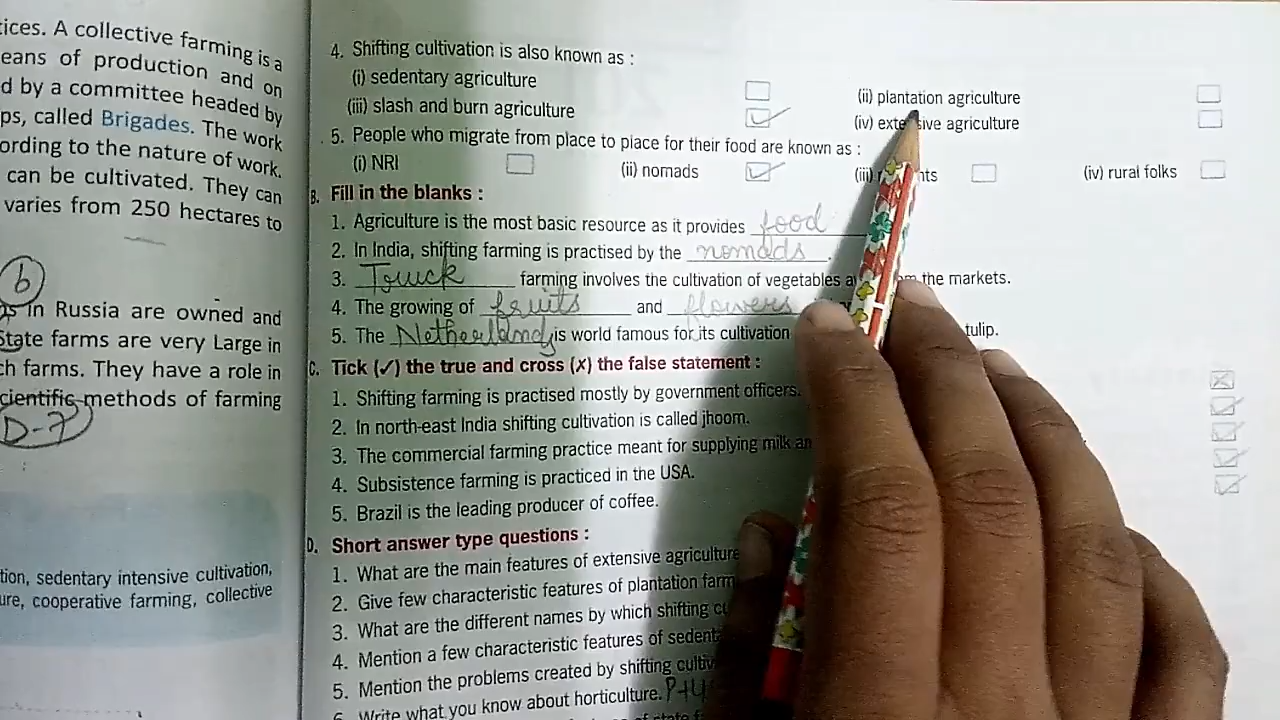 tices. A collective farming is a
eans of production and on
d by a committee headed by
ps, called Brigades. The work
ording to the nature of work.
can be cultivated. They can
varies from 250 hectares to
b
in Russia are owned and
State farms are very Large in
ch farms. They have a role in
cientific methods of farming
D-7
tion, sedentary intensive cultivation,
ure, cooperative farming, collective
4. Shifting cultivation is also known as :
(i) sedentary agriculture (ii) plantation agriculture
(iii) slash and burn agriculture ✓ (iv) extensive agriculture
5. People who migrate from place to place for their food are known as :
(i) NRI (ii) nomads ✓ (iii) nts (iv) rural folks
B. Fill in the blanks :
1. Agriculture is the most basic resource as it provides food
2. In India, shifting farming is practised by the nomads.
3. Truck farming involves the cultivation of vegetables the markets.
4. The growing of fruits and flowers
5. The Netherlands is world famous for its cultivation tulip.
C. Tick (✓) the true and cross (✗) the false statement :
1. Shifting farming is practised mostly by government officers. ✗
2. In north-east India shifting cultivation is called jhoom. ✓
3. The commercial farming practice meant for supplying milk an ✓
4. Subsistence farming is practiced in the USA. ✓
5. Brazil is the leading producer of coffee. ✓
D. Short answer type questions :
1. What are the main features of extensive agriculture
2. Give few characteristic features of plantation farm
3. What are the different names by which shifting cu
4. Mention a few characteristic features of sedent
5. Mention the problems created by shifting cultiv
6. Write what you know about horticulture.
of state f